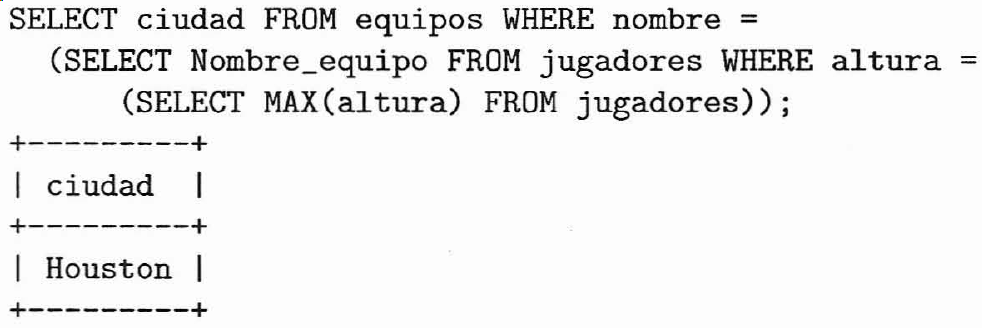 SELECT ciudad FROM equipos WHERE nombre =
(SELECT Nombre_equipo FROM jugadores WHERE altura =
(SELECT MAX(altura) FROM jugadores));
+---------+
| ciudad |
+---------+
| Houston |
+---------+